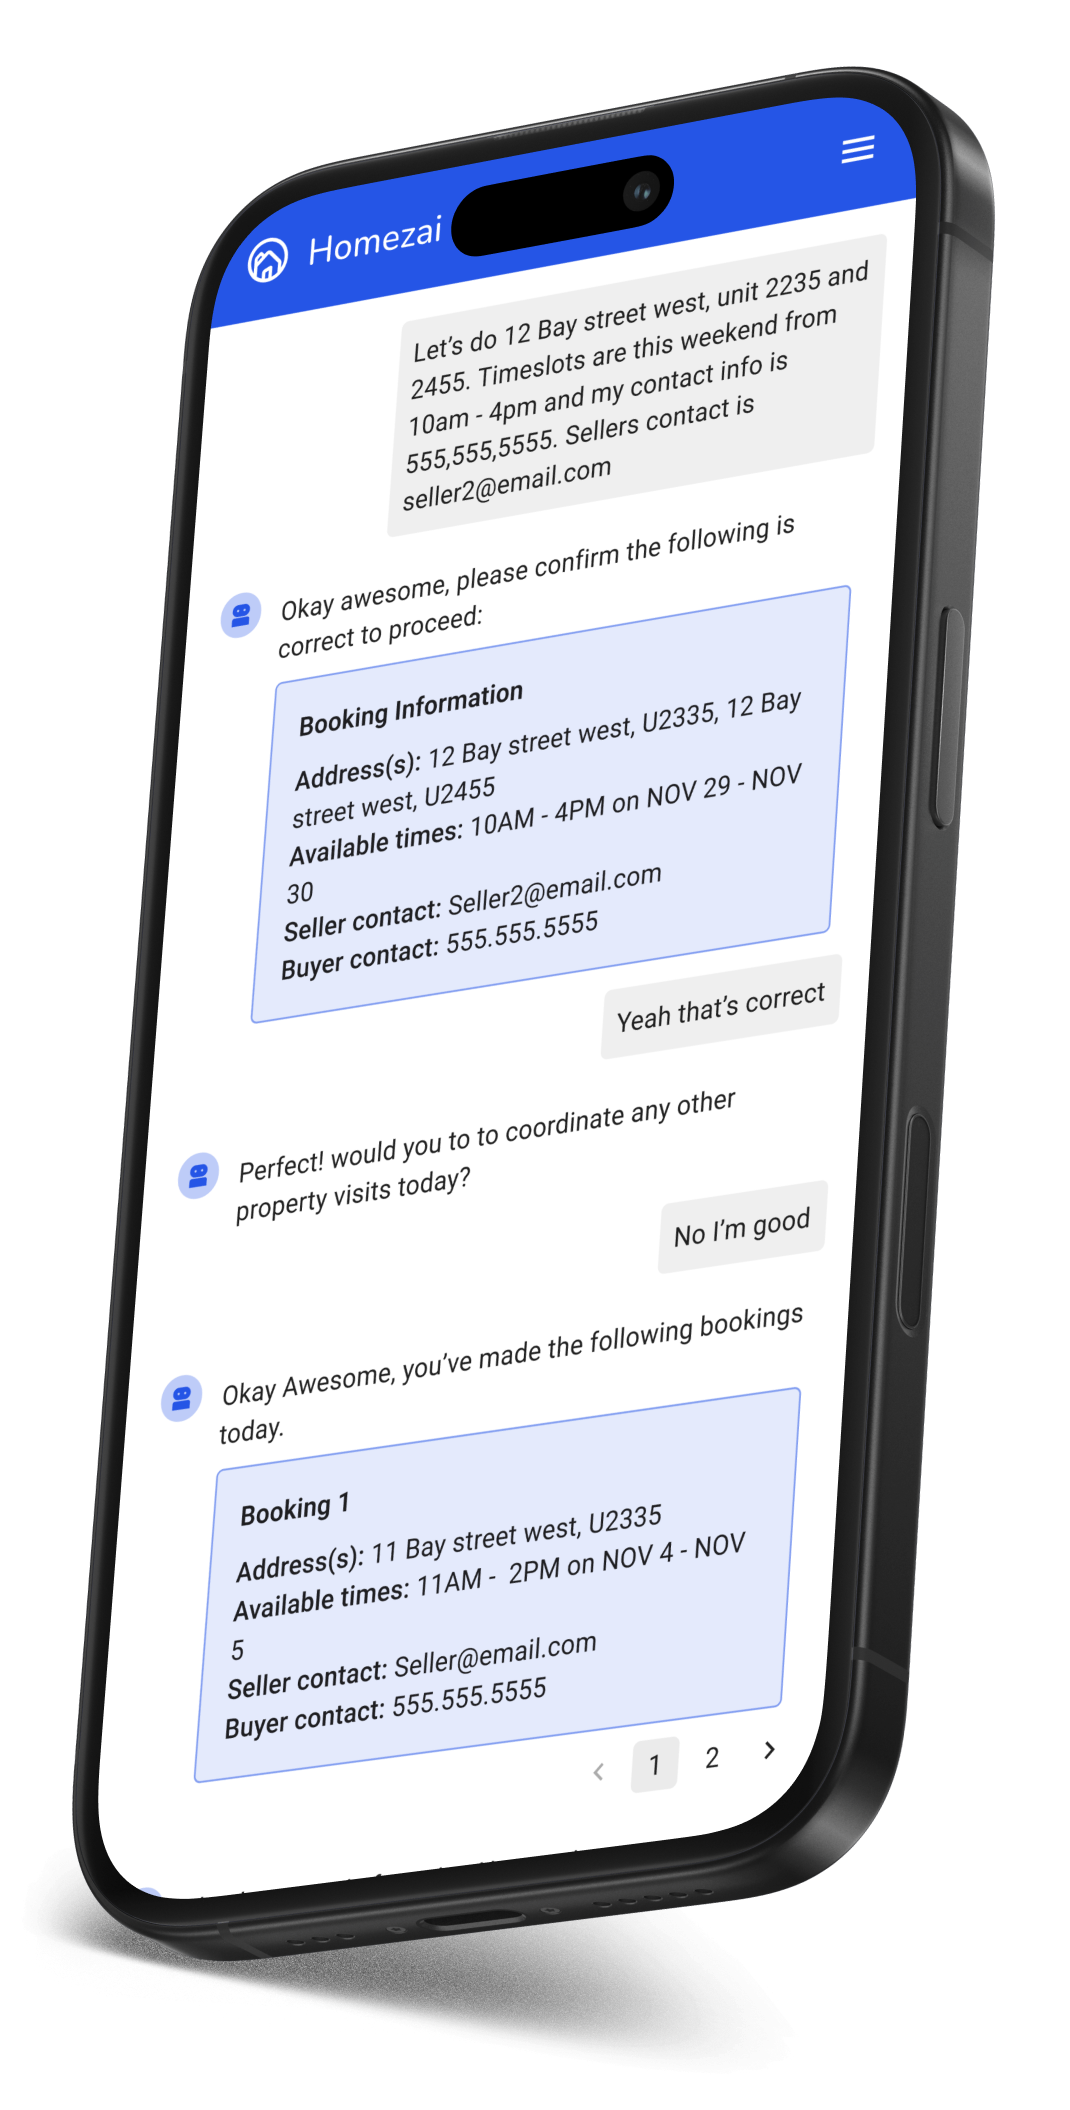 Homezai
Let's do 12 Bay street west, unit 2235 and
2455. Timeslots are this weekend from
10am - 4pm and my contact info is
555,555,5555. Sellers contact is
seller2@email.com
Okay awesome, please confirm the following is
correct to proceed:
Booking Information
Address(s): 12 Bay street west, U2335, 12 Bay
street west, U2455
Available times: 10AM - 4PM on NOV 29 - NOV
30
Seller contact: Seller2@email.com
Buyer contact: 555.555.5555
Yeah that's correct
Perfect! would you to to coordinate any other
property visits today?
No I'm good
Okay Awesome, you've made the following bookings
today.
Booking 1
Address(s): 11 Bay street west, U2335
Available times: 11AM -  2PM on NOV 4 - NOV
5
Seller contact: Seller@email.com
Buyer contact: 555.555.5555
< 1 2 >